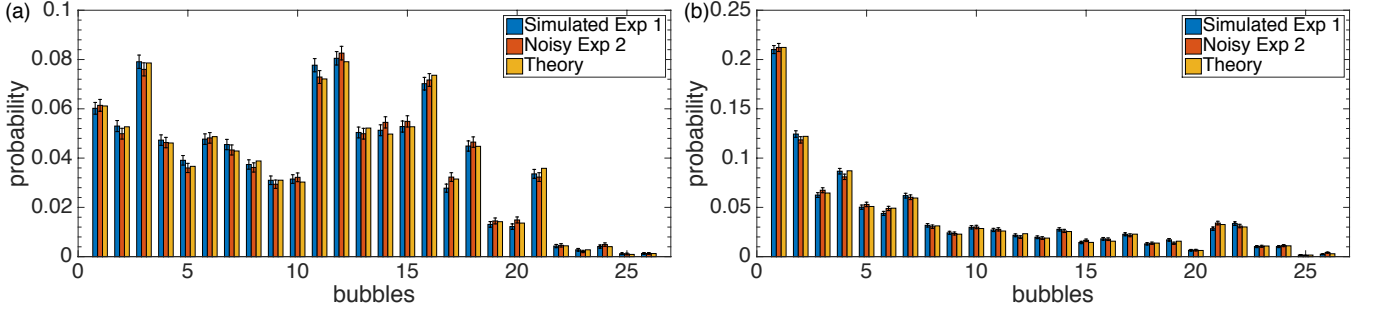 (a)
0.1
0.08
0.06
0.04
0.02
0
probability
0 5 10 15 20 25
bubbles
Simulated Exp 1
Noisy Exp 2
Theory
(b)
0.25
0.2
0.15
0.1
0.05
0
probability
0 5 10 15 20 25
bubbles
Simulated Exp 1
Noisy Exp 2
Theory